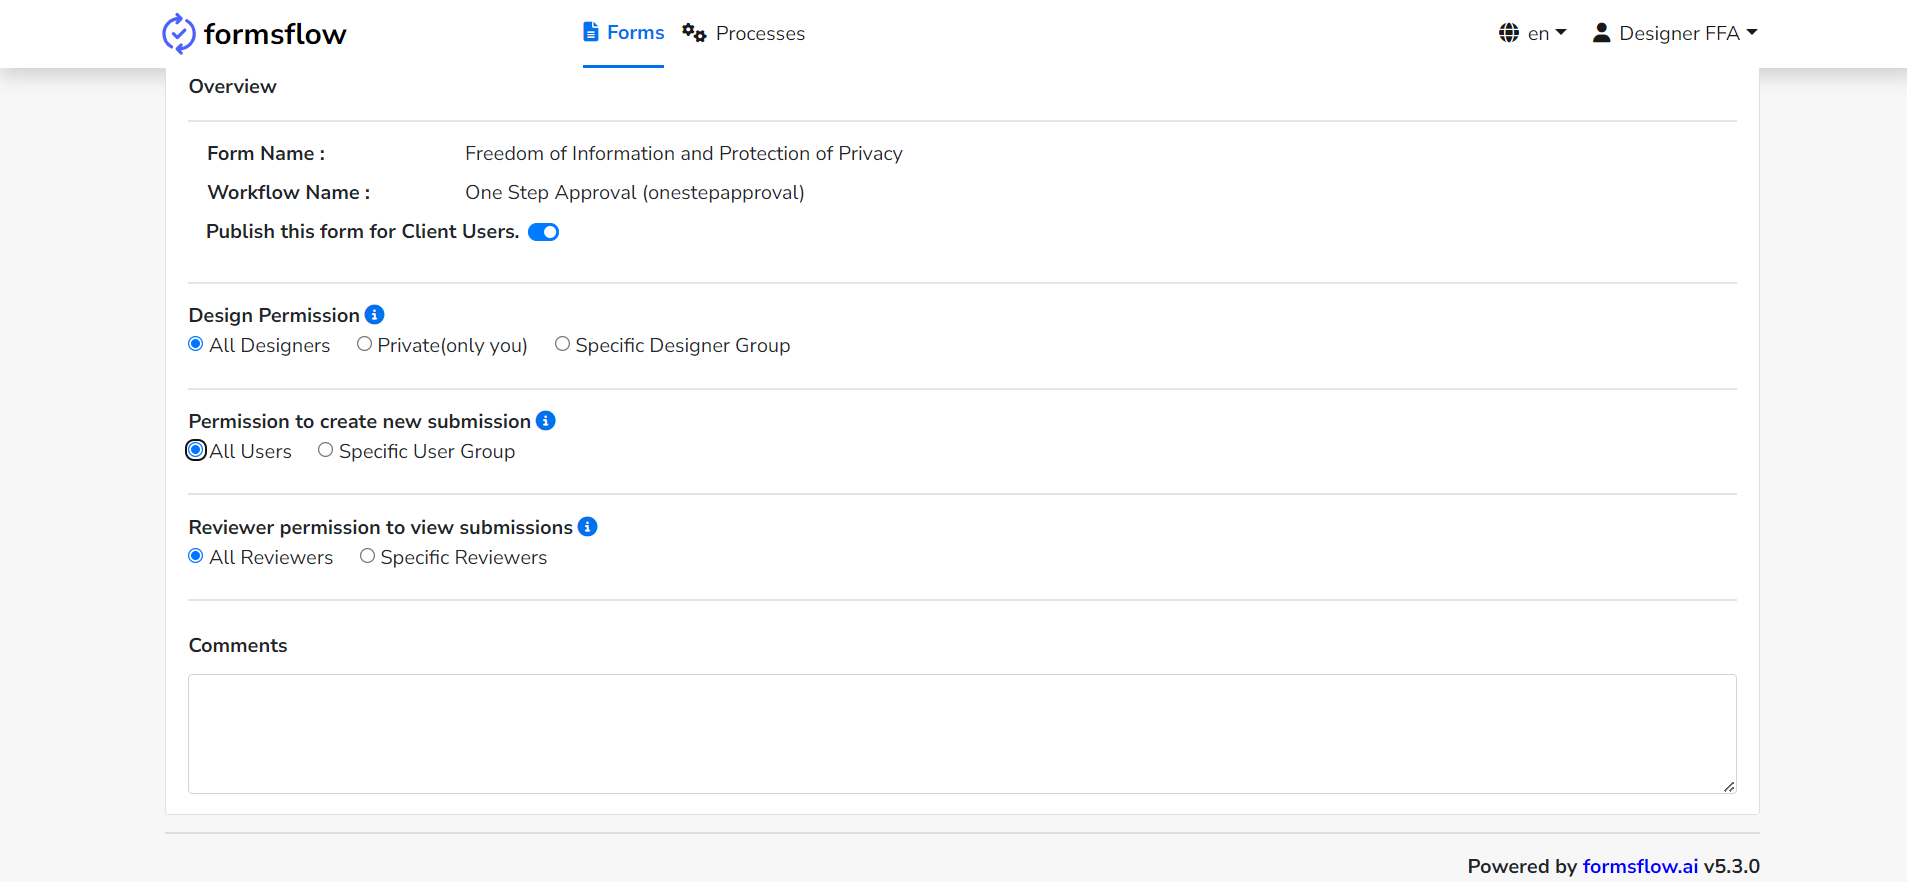 formsflow Forms Processes en Designer FFA
Overview
Form Name : Freedom of Information and Protection of Privacy
Workflow Name : One Step Approval (onestepapproval)
Publish this form for Client Users.
Design Permission
All Designers Private(only you) Specific Designer Group
Permission to create new submission
All Users Specific User Group
Reviewer permission to view submissions
All Reviewers Specific Reviewers
Comments
Powered by formsflow.ai v5.3.0